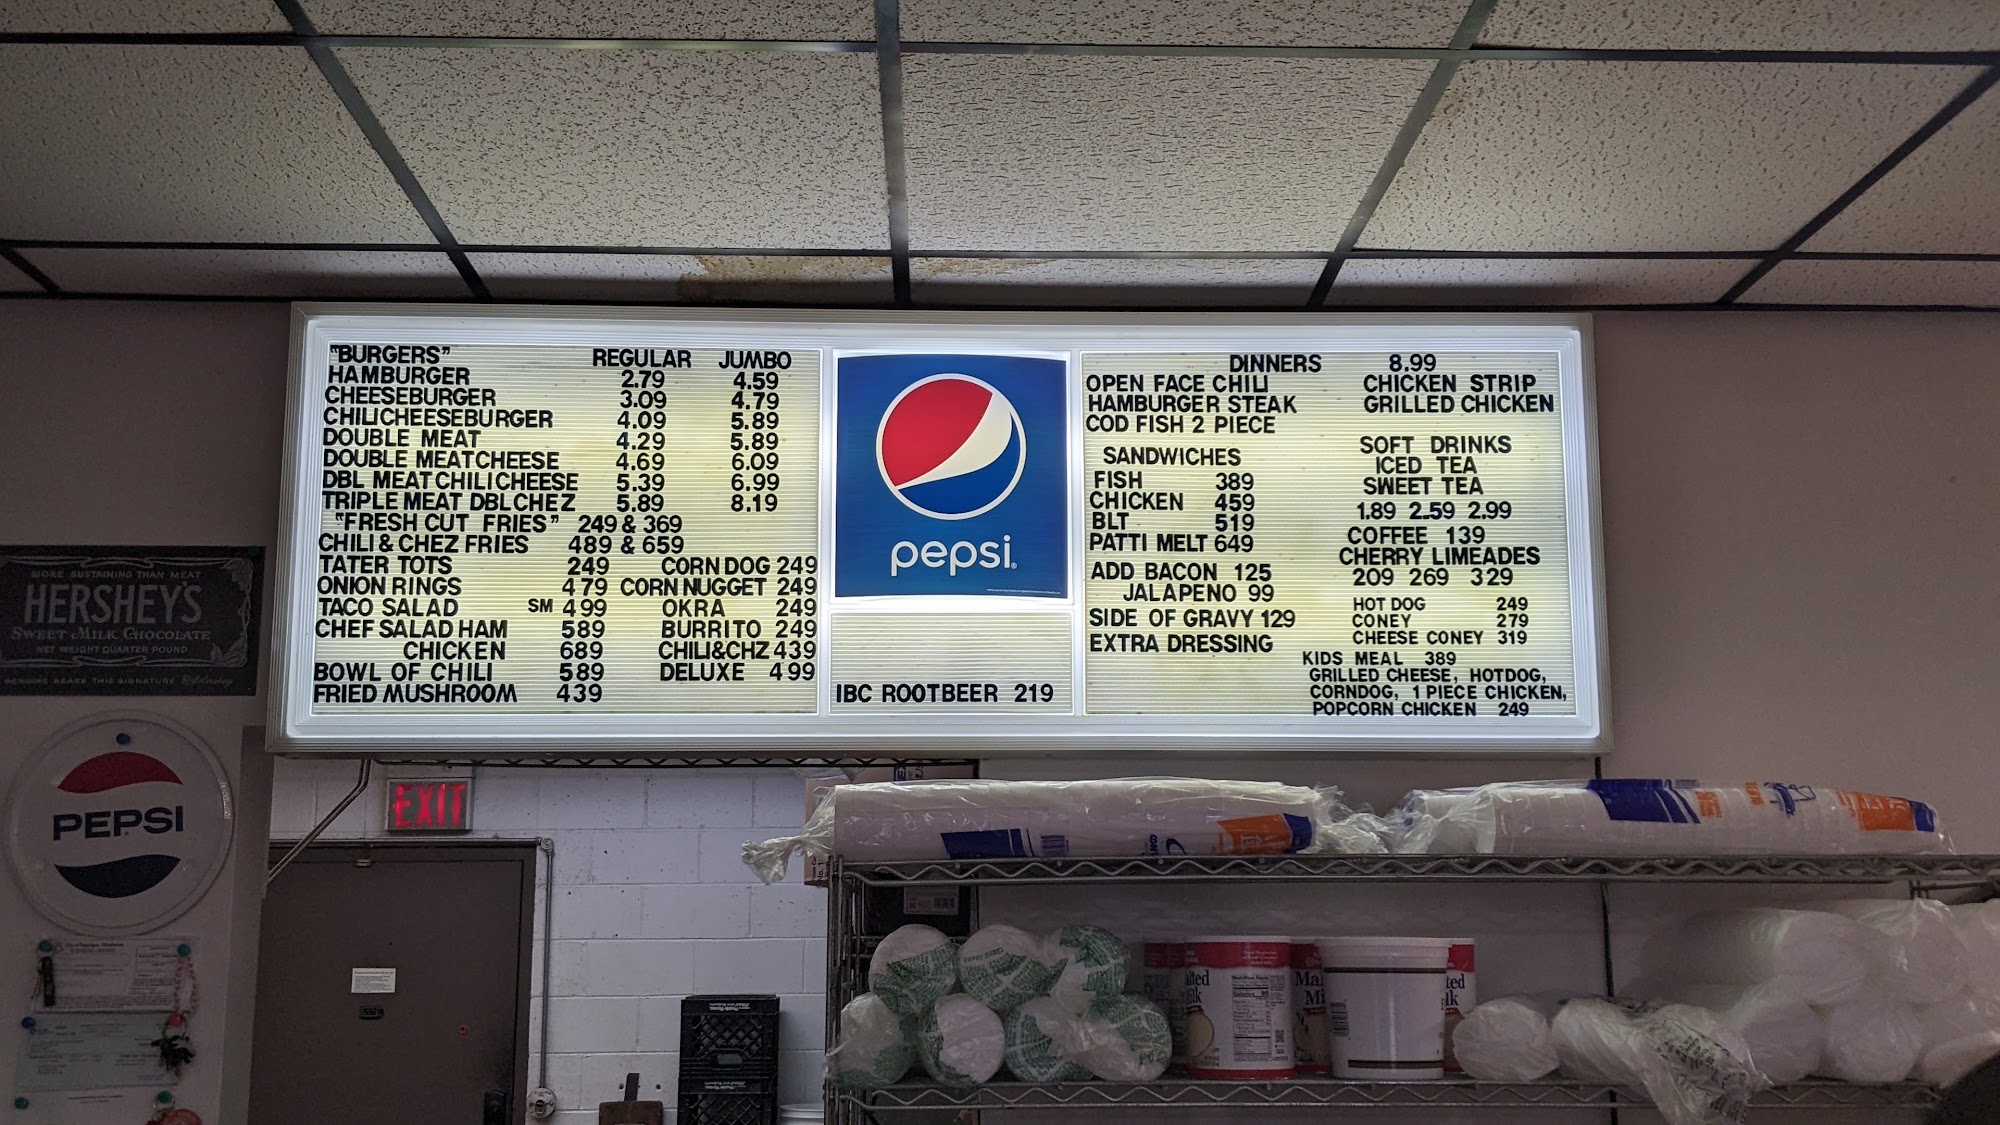 "BURGERS" REGULAR JUMBO
HAMBURGER 2.79 4.59
CHEESEBURGER 3.09 4.79
CHILICHEESEBURGER 4.09 5.89
DOUBLE MEAT 4.29 5.89
DOUBLE MEATCHEESE 4.69 6.09
DBL MEATCHILICHEESE 5.39 6.99
TRIPLE MEAT DBLCHEZ 5.89 8.19
"FRESH CUT FRIES" 249 & 369
CHILI & CHEZ FRIES 489 & 659
TATER TOTS 249 CORN DOG 249
ONION RINGS 479 CORN NUGGET 249
TACO SALAD SM 499 OKRA 249
CHEF SALAD HAM 589 BURRITO 249
CHICKEN 689 CHILI&CHZ 439
BOWL OF CHILI 589 DELUXE 499
FRIED MUSHROOM 439
pepsi
IBC ROOTBEER 219
DINNERS 8.99
OPEN FACE CHILI CHICKEN STRIP
HAMBURGER STEAK GRILLED CHICKEN
COD FISH 2 PIECE
SANDWICHES
FISH 389
CHICKEN 459
BLT 519
PATTI MELT 649
ADD BACON 125
JALAPENO 99
SIDE OF GRAVY 129
EXTRA DRESSING
SOFT DRINKS
ICED TEA
SWEET TEA
1.89 2.59 2.99
COFFEE 139
CHERRY LIMEADES
209 269 329
HOT DOG 249
CONEY 279
CHEESE CONEY 319
KIDS MEAL 389
GRILLED CHEESE, HOTDOG,
CORNDOG, 1 PIECE CHICKEN,
POPCORN CHICKEN 249
MORE SUSTAINING THAN MEAT
HERSHEY'S
SWEET MILK CHOCOLATE
NET WEIGHT QUARTER POUND
GENUINE BEARS THIS SIGNATURE
PEPSI
EXIT